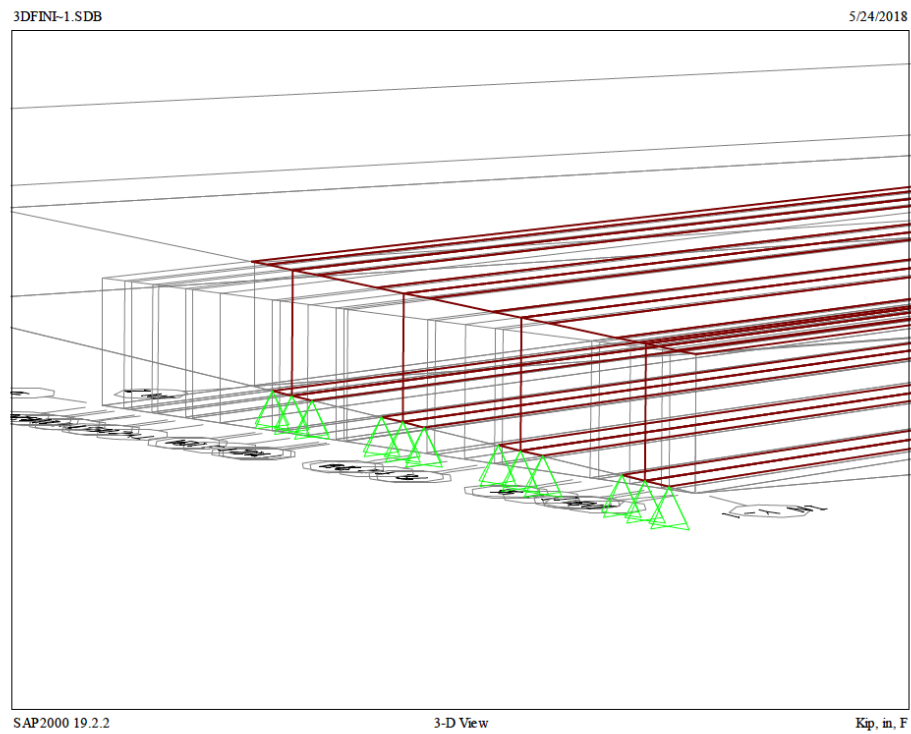 3DFINI~1.SDB
5/24/2018
SAP2000 19.2.2
3-D View
Kip, in, F